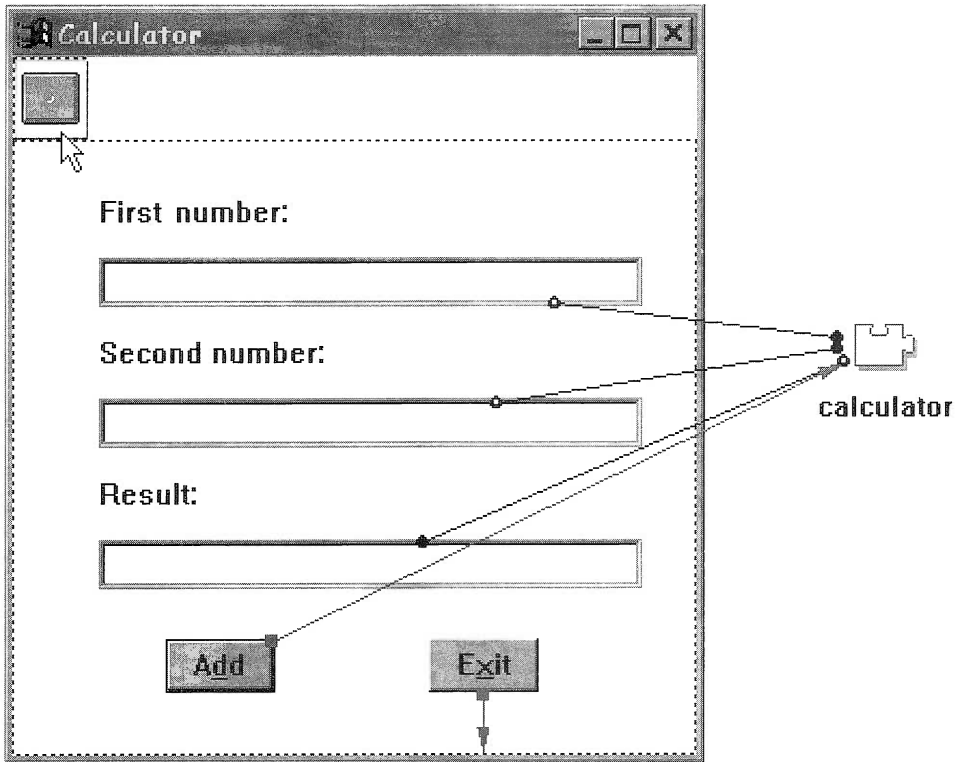 Calculator
First number:
Second number:
calculator
Result:
Add
Exit